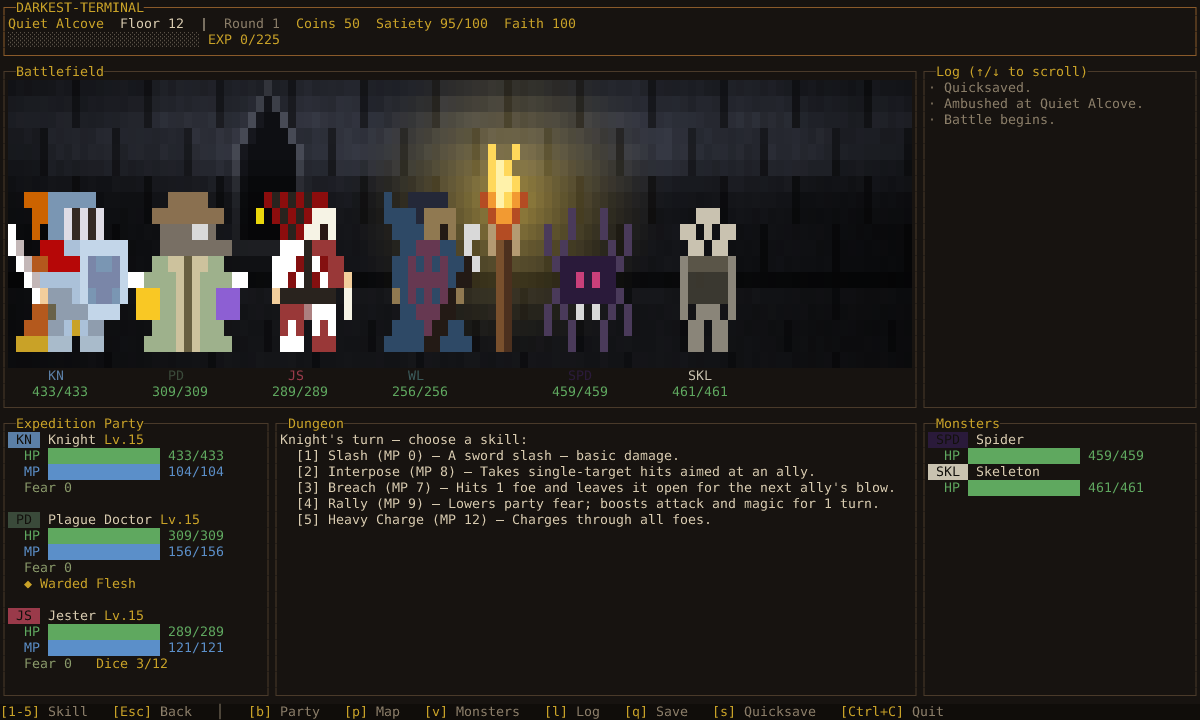 DARKEST-TERMINAL
Quiet Alcove Floor 12 | Round 1 Coins 50 Satiety 95/100 Faith 100
EXP 0/225
Battlefield
KN PD JS WL SPD SKL
433/433 309/309 289/289 256/256 459/459 461/461
Log (↑/↓ to scroll)
· Quicksaved.
· Ambushed at Quiet Alcove.
· Battle begins.
Expedition Party
KN Knight Lv.15
HP 433/433
MP 104/104
Fear 0
PD Plague Doctor Lv.15
HP 309/309
MP 156/156
Fear 0
◆ Warded Flesh
JS Jester Lv.15
HP 289/289
MP 121/121
Fear 0 Dice 3/12
Dungeon
Knight's turn — choose a skill:
[1] Slash (MP 0) — A sword slash — basic damage.
[2] Interpose (MP 8) — Takes single-target hits aimed at an ally.
[3] Breach (MP 7) — Hits 1 foe and leaves it open for the next ally's blow.
[4] Rally (MP 9) — Lowers party fear; boosts attack and magic for 1 turn.
[5] Heavy Charge (MP 12) — Charges through all foes.
Monsters
SPD Spider
HP 459/459
SKL Skeleton
HP 461/461
[1-5] Skill [Esc] Back │ [b] Party [p] Map [v] Monsters [l] Log [q] Save [s] Quicksave [Ctrl+C] Quit